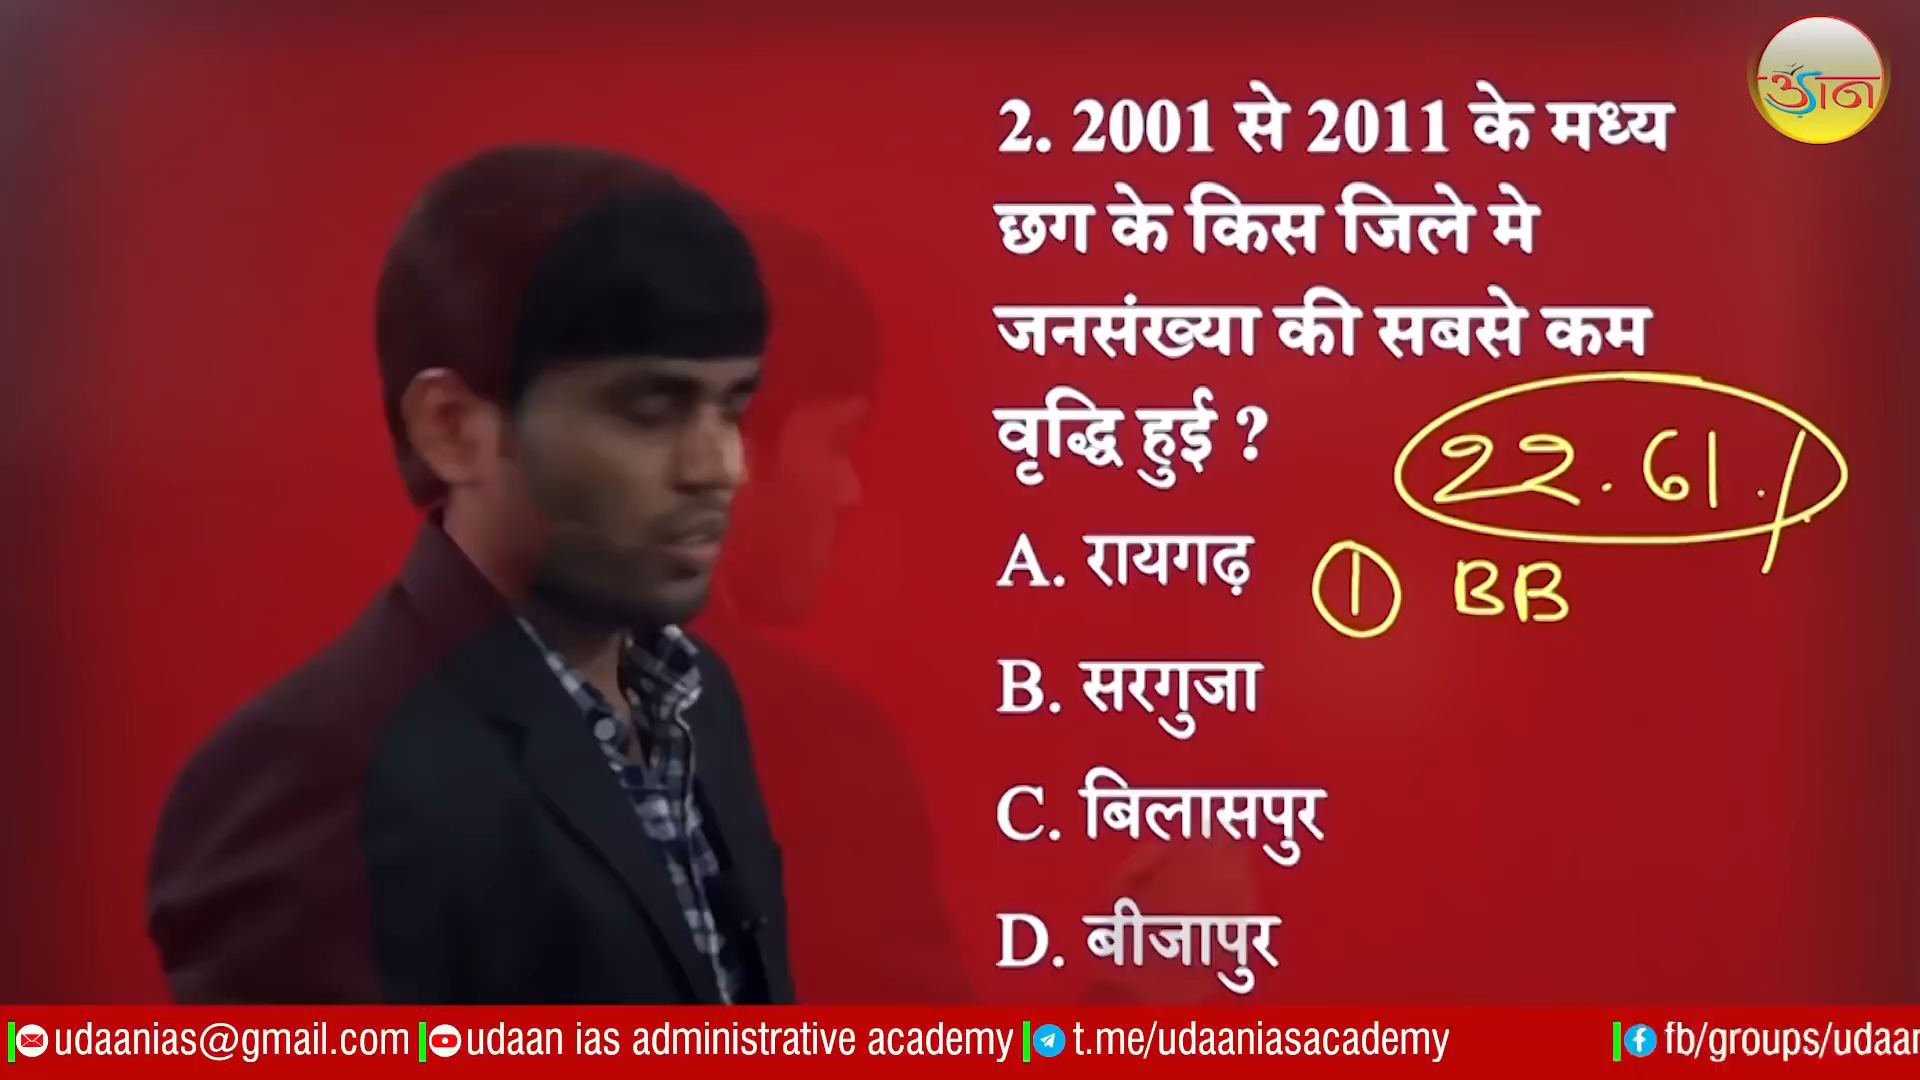 उड़ान
2. 2001 से 2011 के मध्य
छग के किस जिले मे
जनसंख्या की सबसे कम
वृद्धि हुई ?
22.61%
A. रायगढ़
① BB
B. सरगुजा
C. बिलासपुर
D. बीजापुर
udaanias@gmail.com udaan ias administrative academy t.me/udaaniasacademy fb/groups/udaan